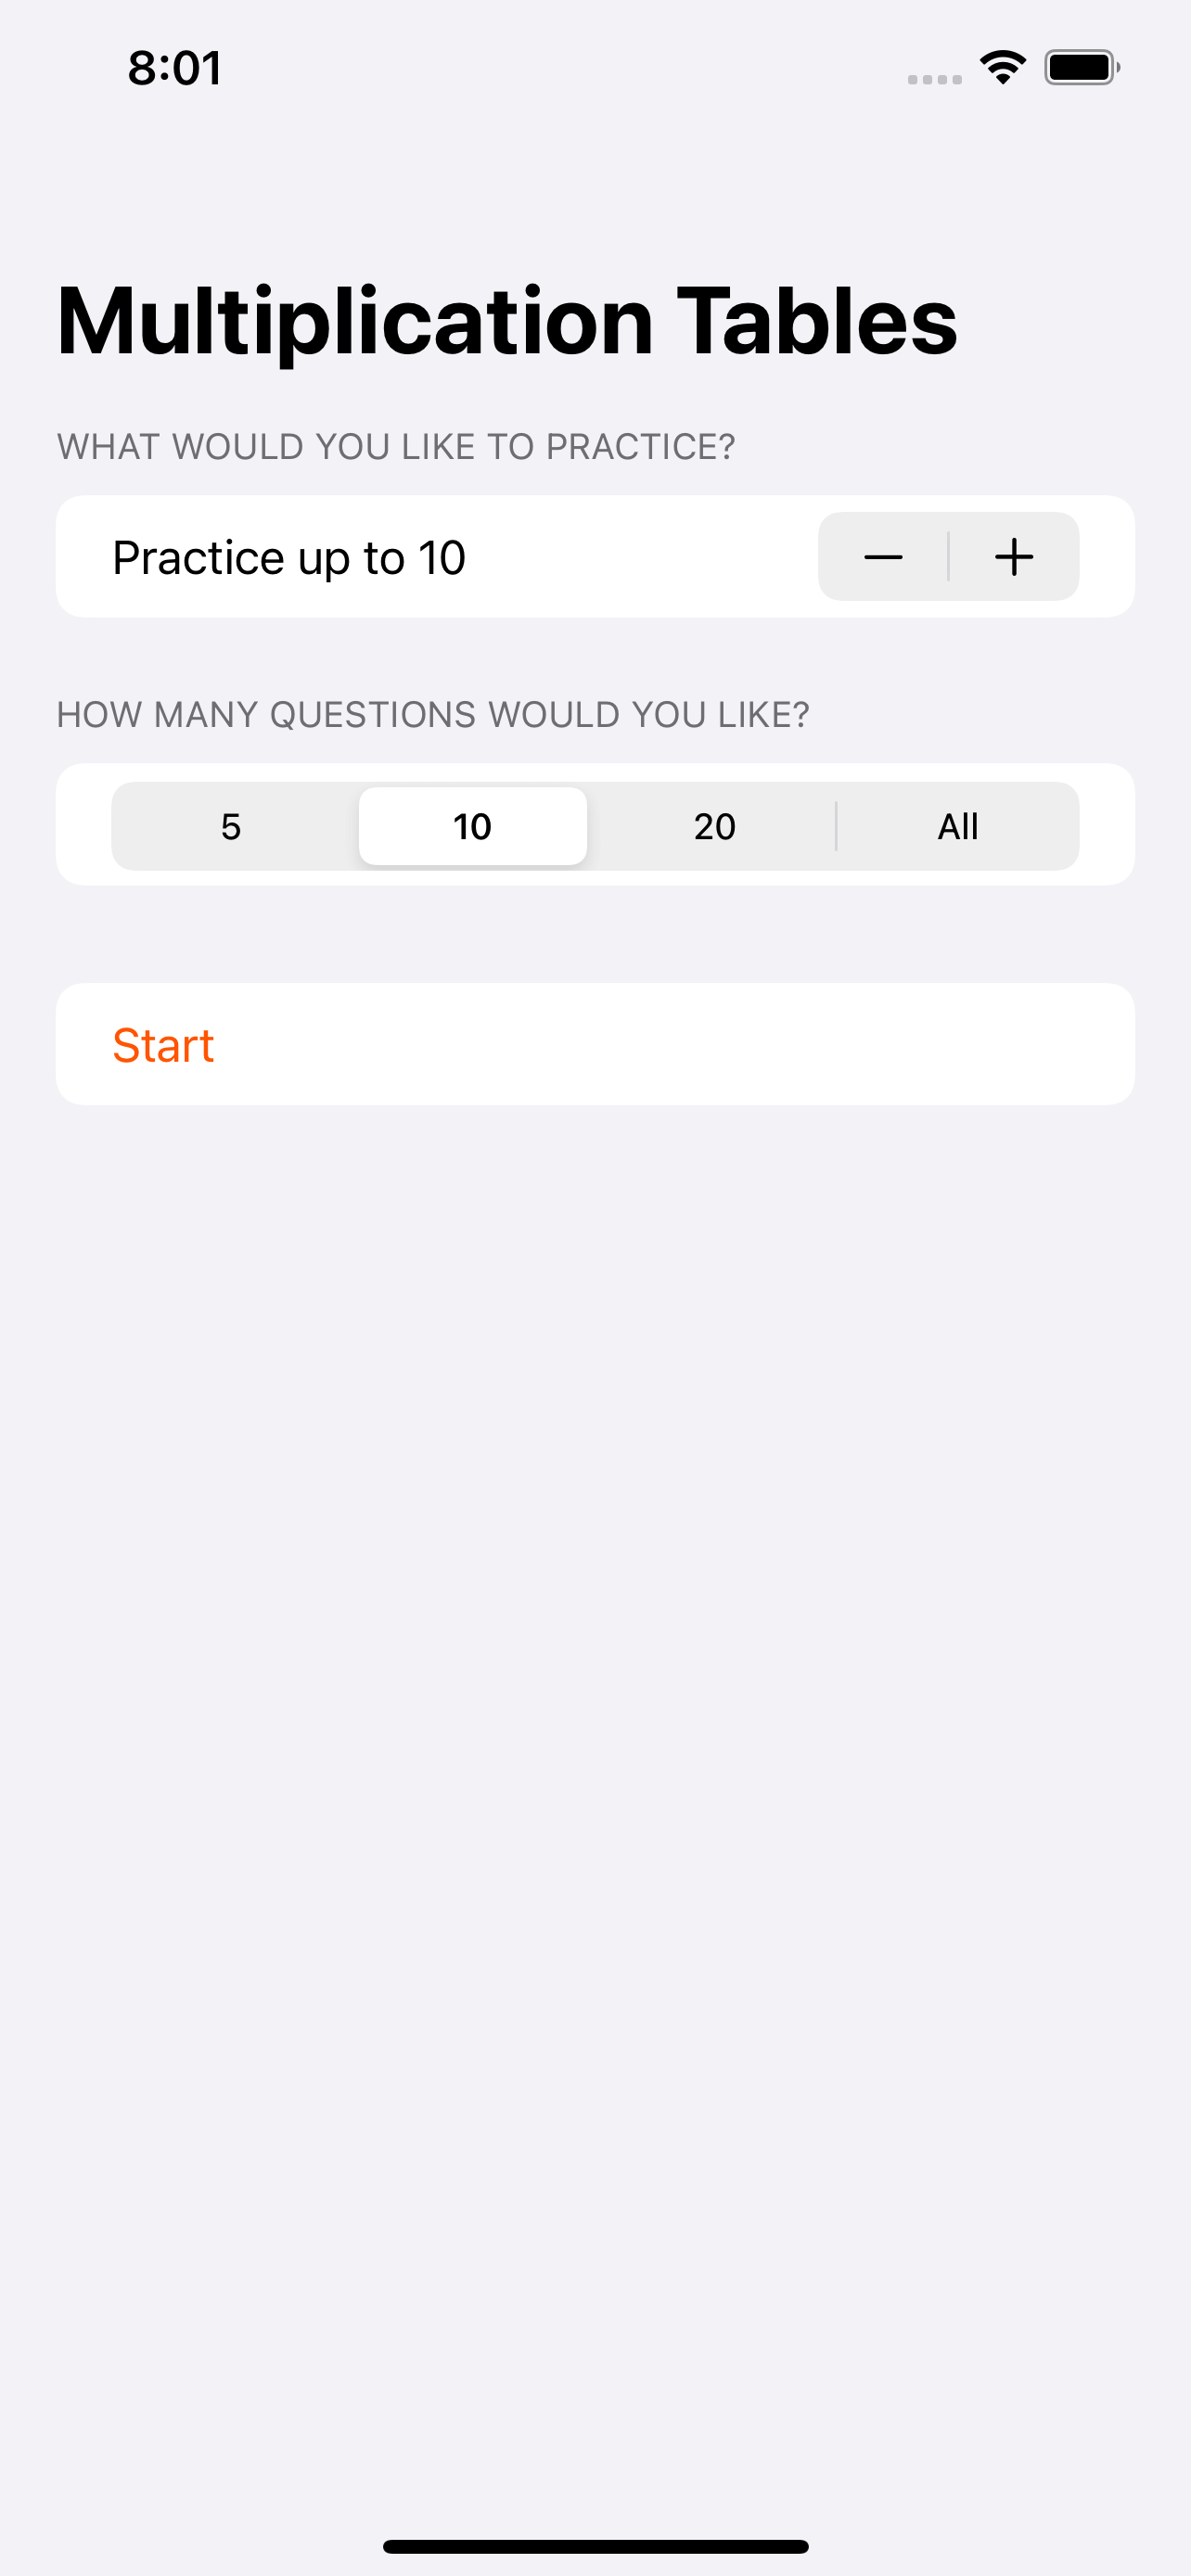 8:01
Multiplication Tables
WHAT WOULD YOU LIKE TO PRACTICE?
Practice up to 10
HOW MANY QUESTIONS WOULD YOU LIKE?
5 10 20 All
Start